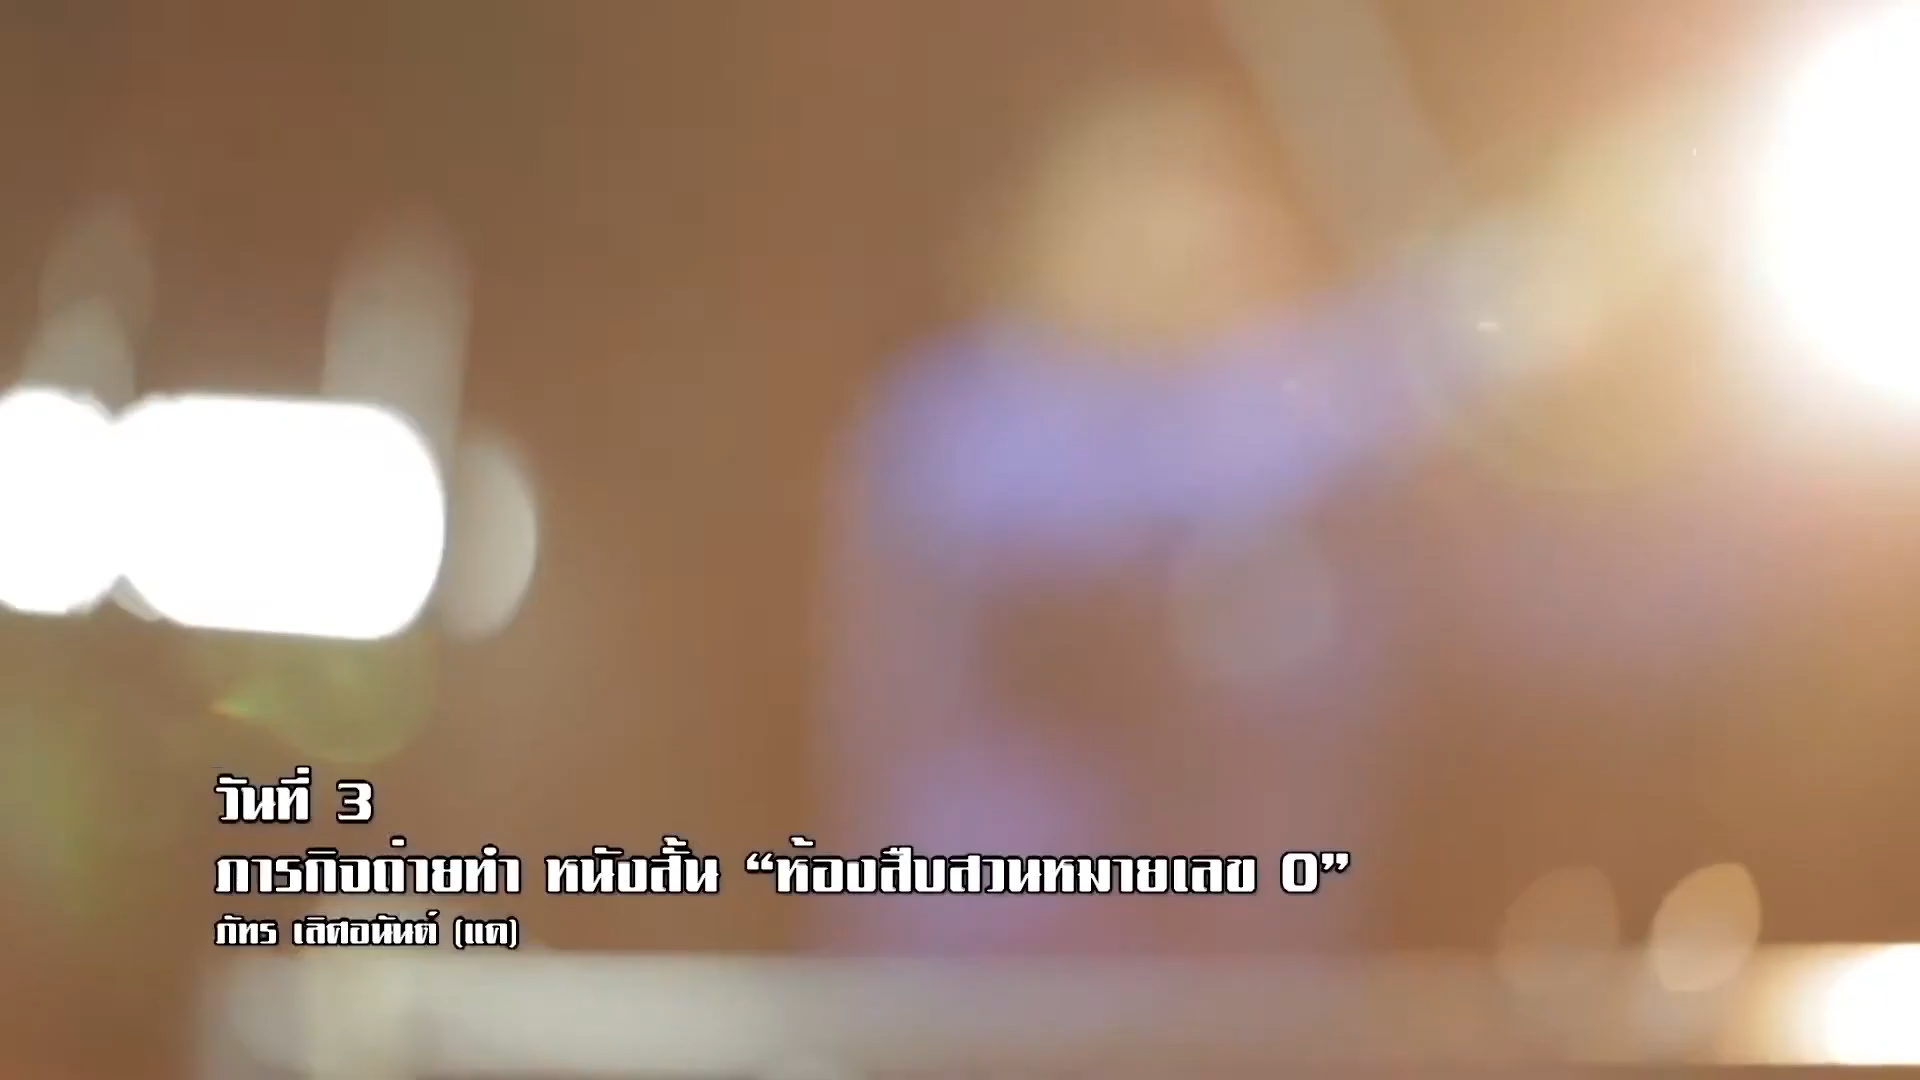 วันที่ 3
ภารกิจถ่ายทำ หนังสั้น “ห้องสืบสวนหมายเลข 0”
ภัทร เลิศอนันต์ (แค)